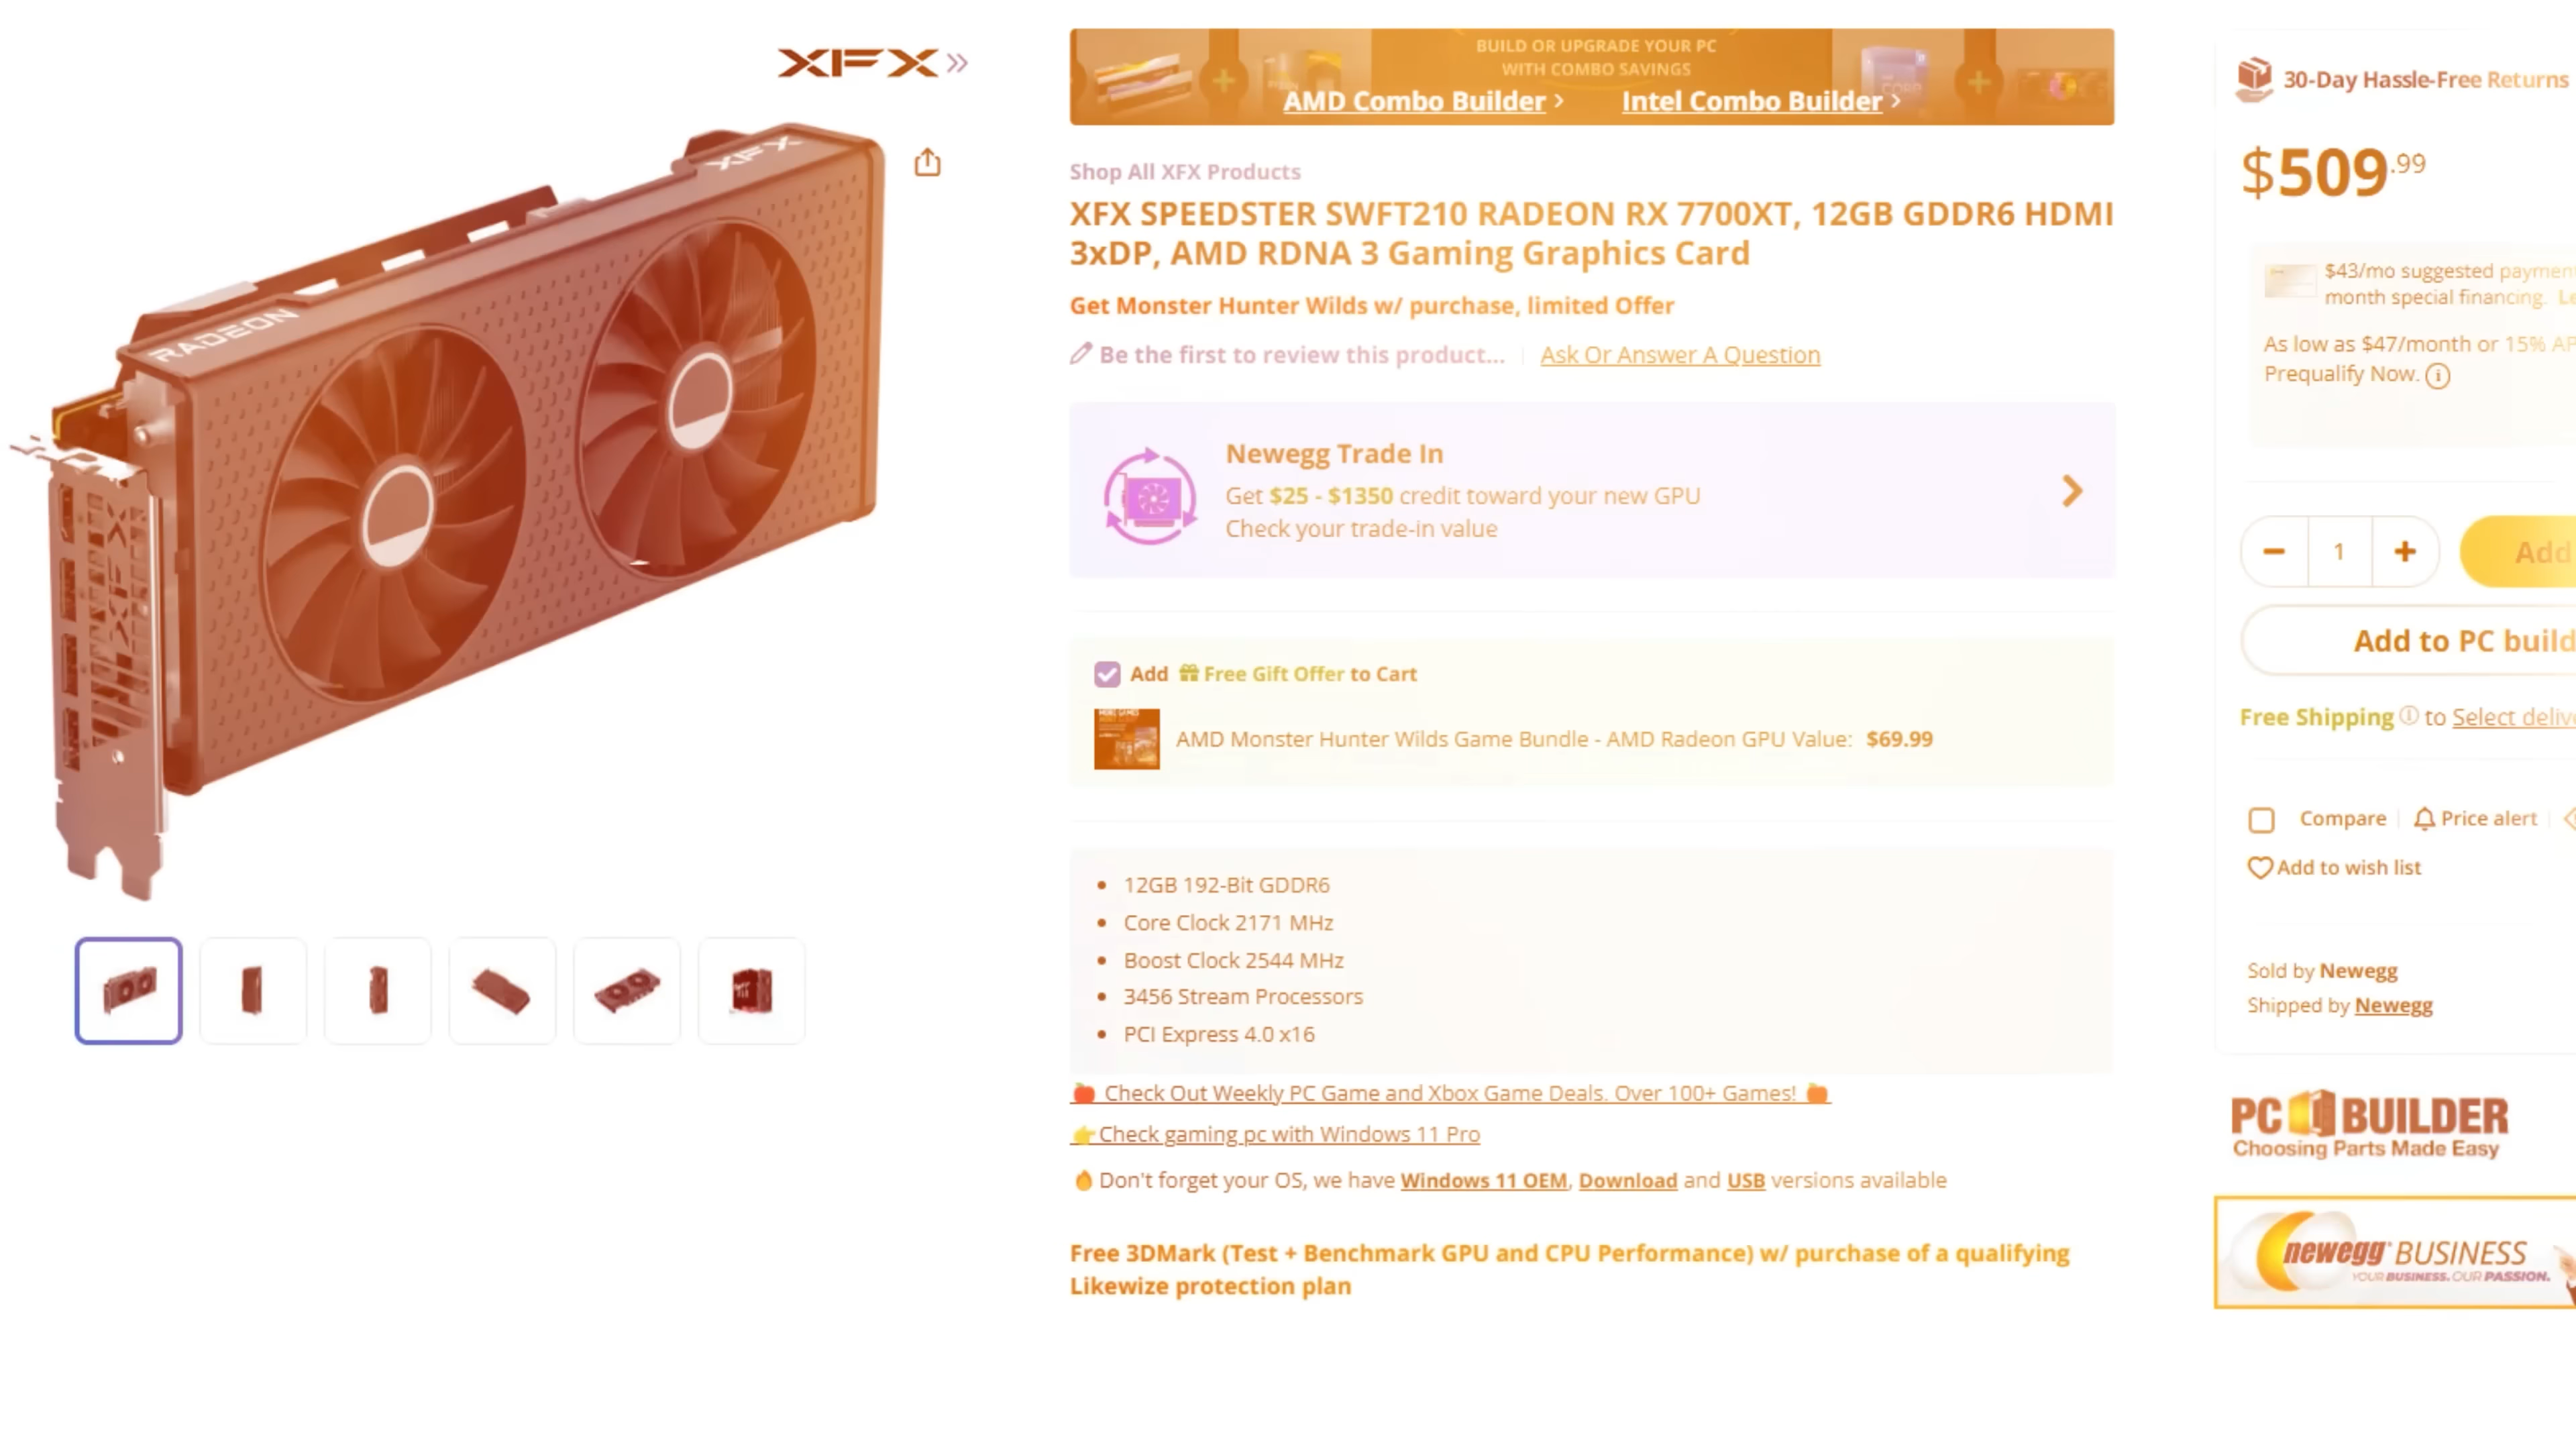 XFX
RADEON
XFX
XFX
BUILD OR UPGRADE YOUR PC
WITH COMBO SAVINGS
AMD Combo Builder
Intel Combo Builder
Shop All XFX Products
XFX SPEEDSTER SWFT210 RADEON RX 7700XT, 12GB GDDR6 HDMI
3xDP, AMD RDNA 3 Gaming Graphics Card
Get Monster Hunter Wilds w/ purchase, limited Offer
Be the first to review this product...
Ask Or Answer A Question
Newegg Trade In
Get $25 - $1350 credit toward your new GPU
Check your trade-in value
Add Free Gift Offer to Cart
AMD Monster Hunter Wilds Game Bundle - AMD Radeon GPU Value: $69.99
• 12GB 192-Bit GDDR6
• Core Clock 2171 MHz
• Boost Clock 2544 MHz
• 3456 Stream Processors
• PCI Express 4.0 x16
Check Out Weekly PC Game and Xbox Game Deals. Over 100+ Games!
Check gaming pc with Windows 11 Pro
Don't forget your OS, we have Windows 11 OEM, Download and USB versions available
Free 3DMark (Test + Benchmark GPU and CPU Performance) w/ purchase of a qualifying
Likewize protection plan
30-Day Hassle-Free Returns
$509.99
$43/mo suggested
month special financing.
As low as $47/month or 15%
Prequalify Now.
1
Add
Add to PC build
Free Shipping to Select
Compare
Price alert
Add to wish list
Sold by Newegg
Shipped by Newegg
PC BUILDER
Choosing Parts Made Easy
newegg BUSINESS
YOUR BUSINESS. OUR PASSION.